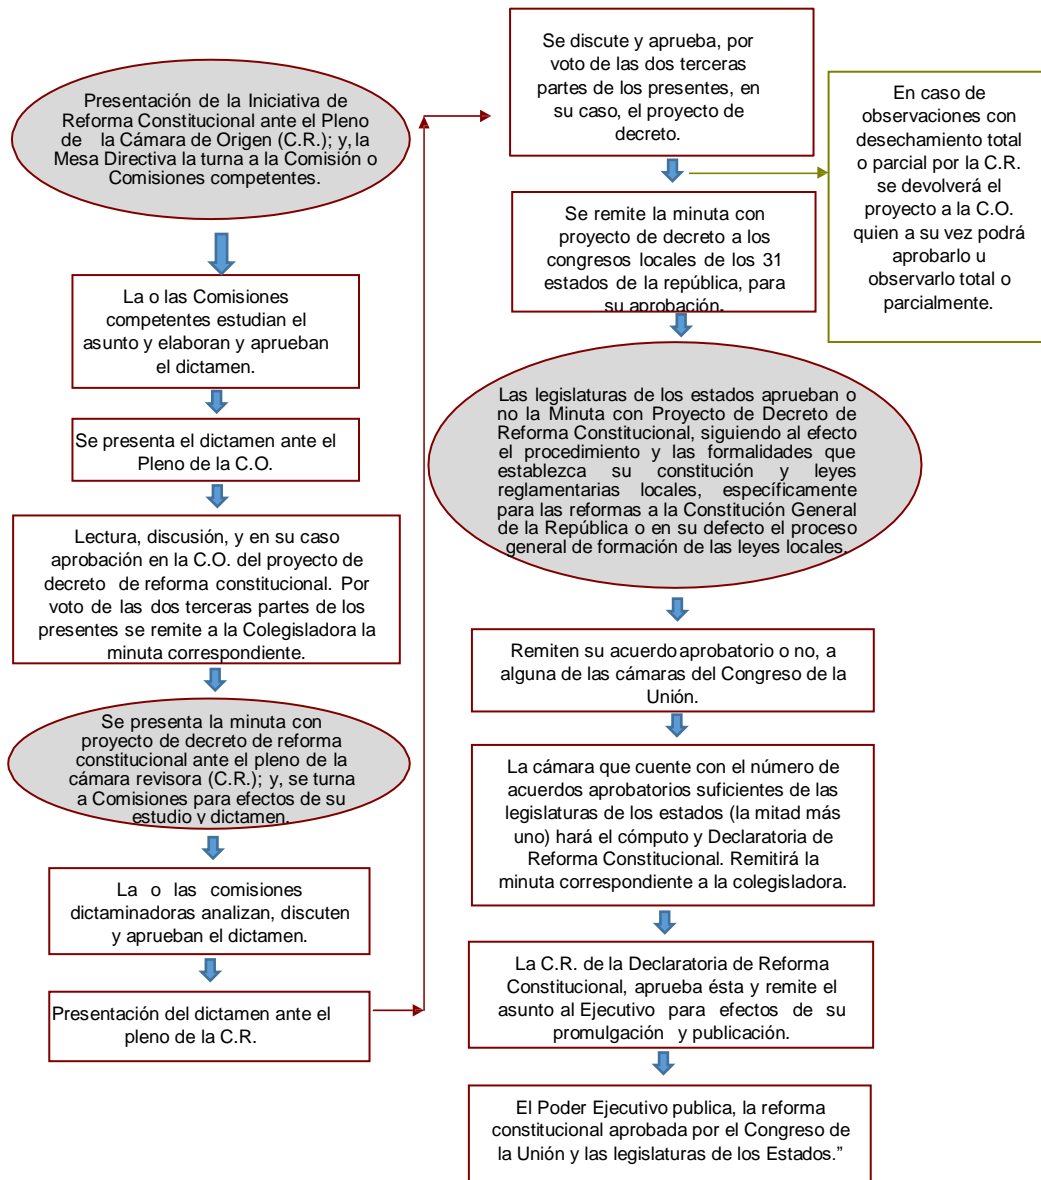 Presentación de la Iniciativa de
Reforma Constitucional ante el Pleno
de la Cámara de Origen (C.R.); y, la
Mesa Directiva la turna a la Comisión o
Comisiones competentes.
La o las Comisiones
competentes estudian el
asunto y elaboran y aprueban
el dictamen.
Se presenta el dictamen ante el
Pleno de la C.O.
Lectura, discusión, y en su caso
aprobación en la C.O. del proyecto de
decreto de reforma constitucional. Por
voto de las dos terceras partes de los
presentes se remite a la Colegisladora la
minuta correspondiente.
Se presenta la minuta con
proyecto de decreto de reforma
constitucional ante el pleno de la
cámara revisora (C.R.); y, se turna
a Comisiones para efectos de su
estudio y dictamen.
La o las comisiones
dictaminadoras analizan, discuten
y aprueban el dictamen.
Presentación del dictamen ante el
pleno de la C.R.
Se discute y aprueba, por
voto de las dos terceras
partes de los presentes, en
su caso, el proyecto de
decreto.
En caso de
observaciones con
desechamiento total
o parcial por la C.R.
se devolverá el
proyecto a la C.O.
quien a su vez podrá
aprobarlo u
observarlo total o
parcialmente.
Se remite la minuta con
proyecto de decreto a los
congresos locales de los 31
estados de la república, para
su aprobación.
Las legislaturas de los estados aprueban o
no la Minuta con Proyecto de Decreto de
Reforma Constitucional, siguiendo al efecto
el procedimiento y las formalidades que
establezca su constitución y leyes
reglamentarias locales, específicamente
para las reformas a la Constitución General
de la República o en su defecto el proceso
general de formación de las leyes locales.
Remiten su acuerdo aprobatorio o no, a
alguna de las cámaras del Congreso de la
Unión.
La cámara que cuente con el número de
acuerdos aprobatorios suficientes de las
legislaturas de los estados (la mitad más
uno) hará el cómputo y Declaratoria de
Reforma Constitucional. Remitirá la
minuta correspondiente a la colegisladora.
La C.R. de la Declaratoria de Reforma
Constitucional, aprueba ésta y remite el
asunto al Ejecutivo para efectos de su
promulgación y publicación.
El Poder Ejecutivo publica, la reforma
constitucional aprobada por el Congreso de
la Unión y las legislaturas de los Estados.”